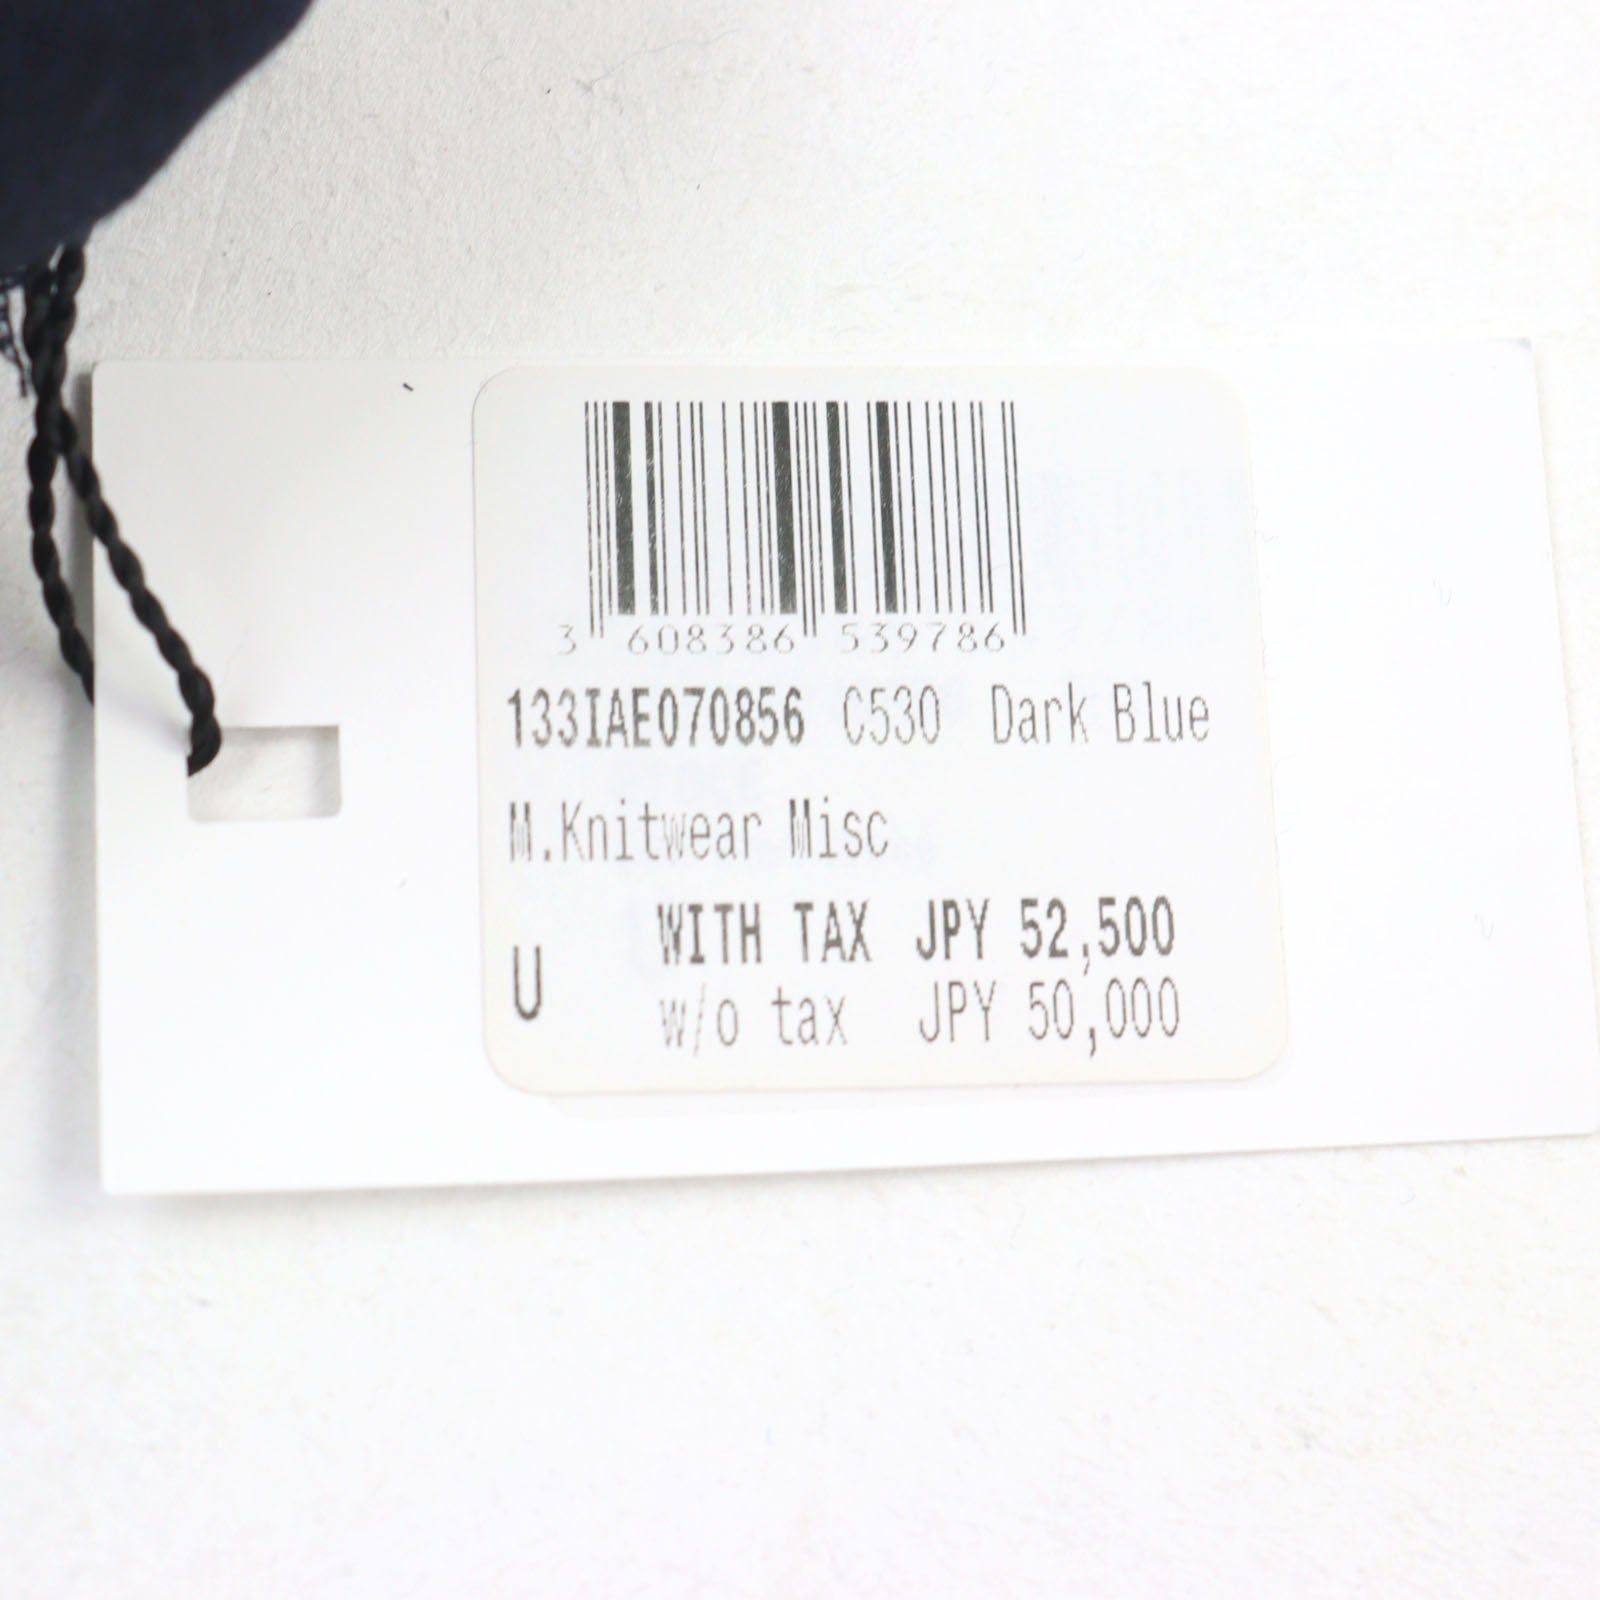 3 608386 539786
133IAE070856 C530 Dark Blue
M.Knitwear Misc
WITH TAX JPY 52,500
U w/o tax JPY 50,000